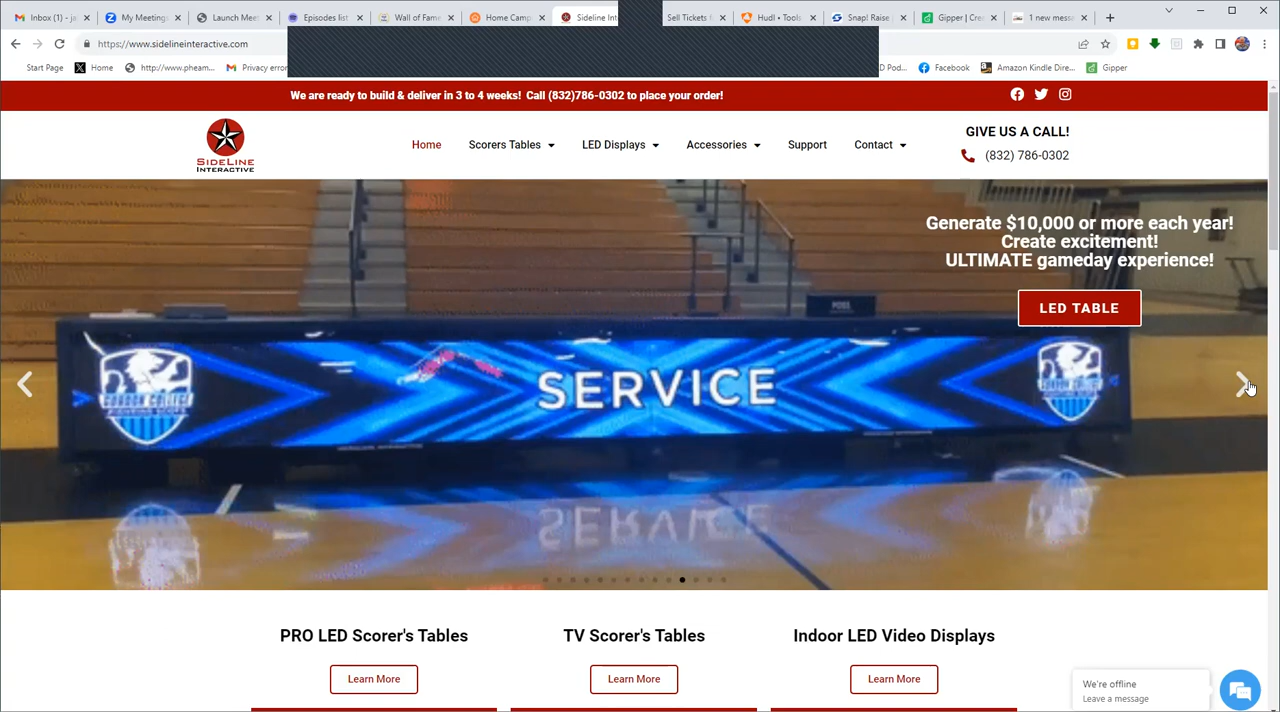 Inbox (1) - ja
My Meetings
Launch Meet
Episodes list
Wall of Fame
Home Camp
Sideline Int
Sell Tickets
Hudl • Tools
Snap! Raise
Gipper | Cre
1 new mess
https://www.sidelineinteractive.com
Start Page
Home
http://www.pheam...
Privacy error
D Pod...
Facebook
Amazon Kindle Dire...
Gipper
We are ready to build & deliver in 3 to 4 weeks! Call (832)786-0302 to place your order!
SIDELINE
INTERACTIVE
Home
Scorers Tables
LED Displays
Accessories
Support
Contact
GIVE US A CALL!
(832) 786-0302
Generate $10,000 or more each year!
Create excitement!
ULTIMATE gameday experience!
LED TABLE
POSS
SERVICE
PRO LED Scorer's Tables
TV Scorer's Tables
Indoor LED Video Displays
Learn More
Learn More
Learn More
We're offline
Leave a message